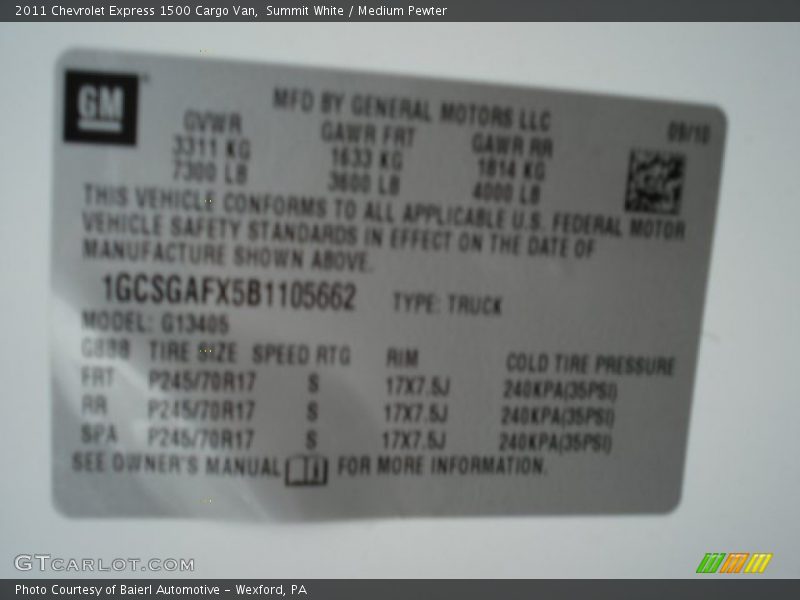 2011 Chevrolet Express 1500 Cargo Van,  Summit White / Medium Pewter
GM
MFD BY GENERAL MOTORS LLC
09/10
GVWR GAWR FRT GAWR RR
3311 KG 1633 KG 1814 KG
7300 LB 3600 LB 4000 LB
THIS VEHICLE CONFORMS TO ALL APPLICABLE U.S. FEDERAL MOTOR
VEHICLE SAFETY STANDARDS IN EFFECT ON THE DATE OF
MANUFACTURE SHOWN ABOVE.
1GCSGAFX5B1105662 TYPE: TRUCK
MODEL: G13405
TIRE SIZE SPEED RTG RIM COLD TIRE PRESSURE
FRT P245/70R17 S 17X7.5J 240KPA(35PSI)
RR P245/70R17 S 17X7.5J 240KPA(35PSI)
SPA P245/70R17 S 17X7.5J 240KPA(35PSI)
SEE OWNER'S MANUAL FOR MORE INFORMATION.
GTCARLOT.COM
Photo Courtesy of Baierl Automotive - Wexford, PA